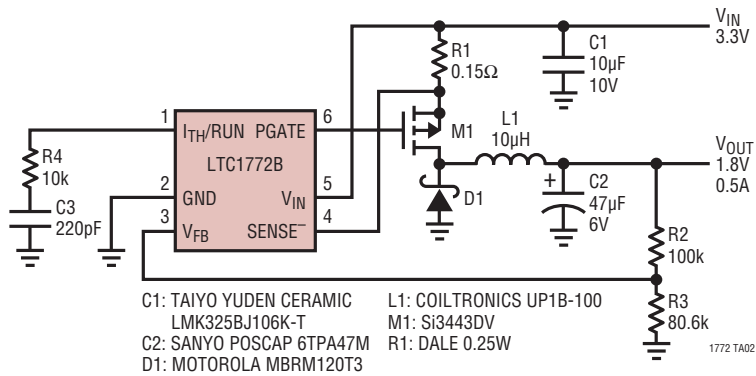 VIN
3.3V
R1
0.15Ω
C1
10µF
10V
1
6
ITH/RUN PGATE
M1
L1
10µH
VOUT
1.8V
0.5A
R4
10k
LTC1772B
2
5
GND
VIN
D1
+
C2
47µF
6V
C3
220pF
3
4
VFB
SENSE–
R2
100k
R3
80.6k
C1: TAIYO YUDEN CERAMIC
LMK325BJ106K-T
C2: SANYO POSCAP 6TPA47M
D1: MOTOROLA MBRM120T3
L1: COILTRONICS UP1B-100
M1: Si3443DV
R1: DALE 0.25W
1772 TA02